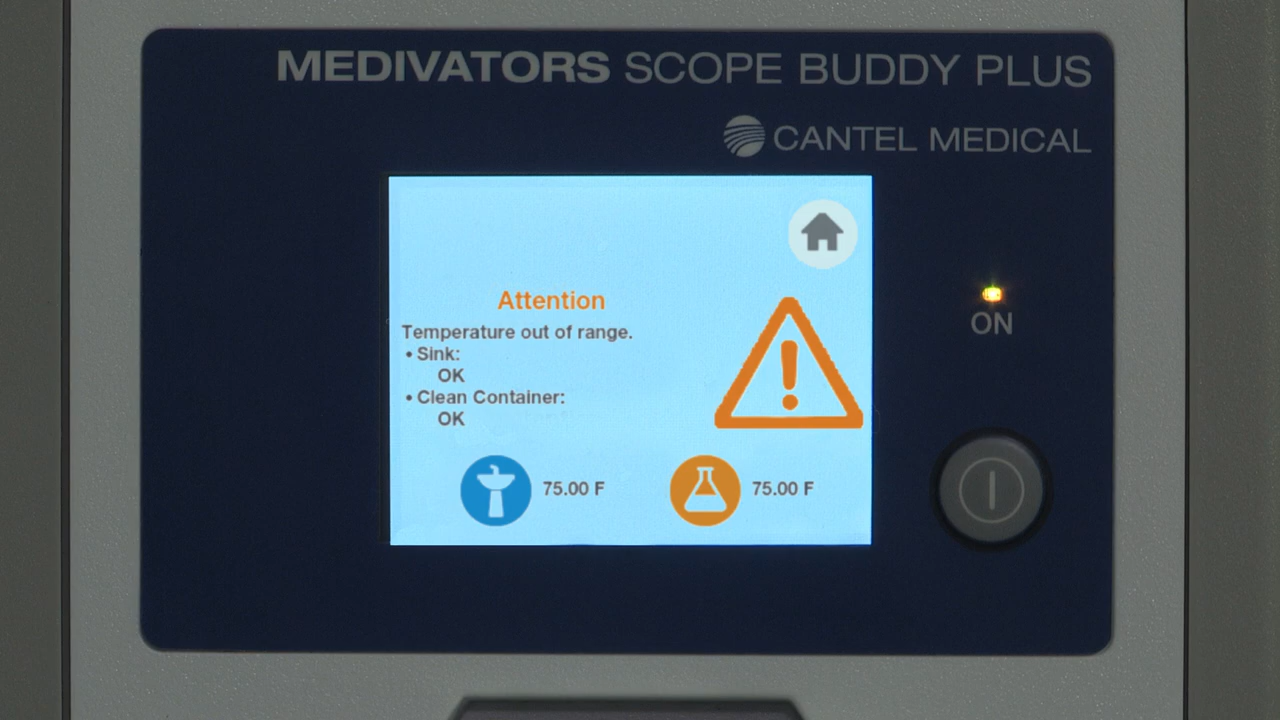 MEDIVATORS SCOPE BUDDY PLUS
CANTEL MEDICAL
Attention
Temperature out of range.
• Sink:
OK
• Clean Container:
OK
75.00 F
75.00 F
ON